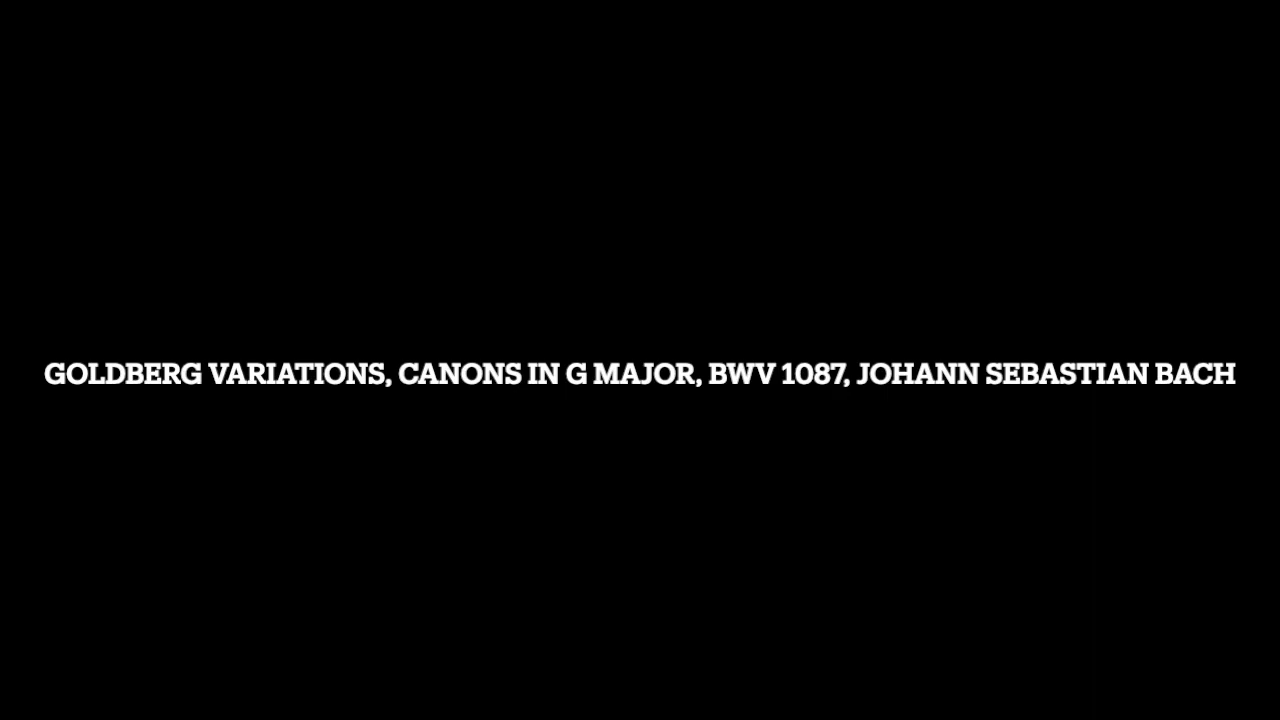 GOLDBERG VARIATIONS, CANONS IN G MAJOR, BWV 1087, JOHANN SEBASTIAN BACH